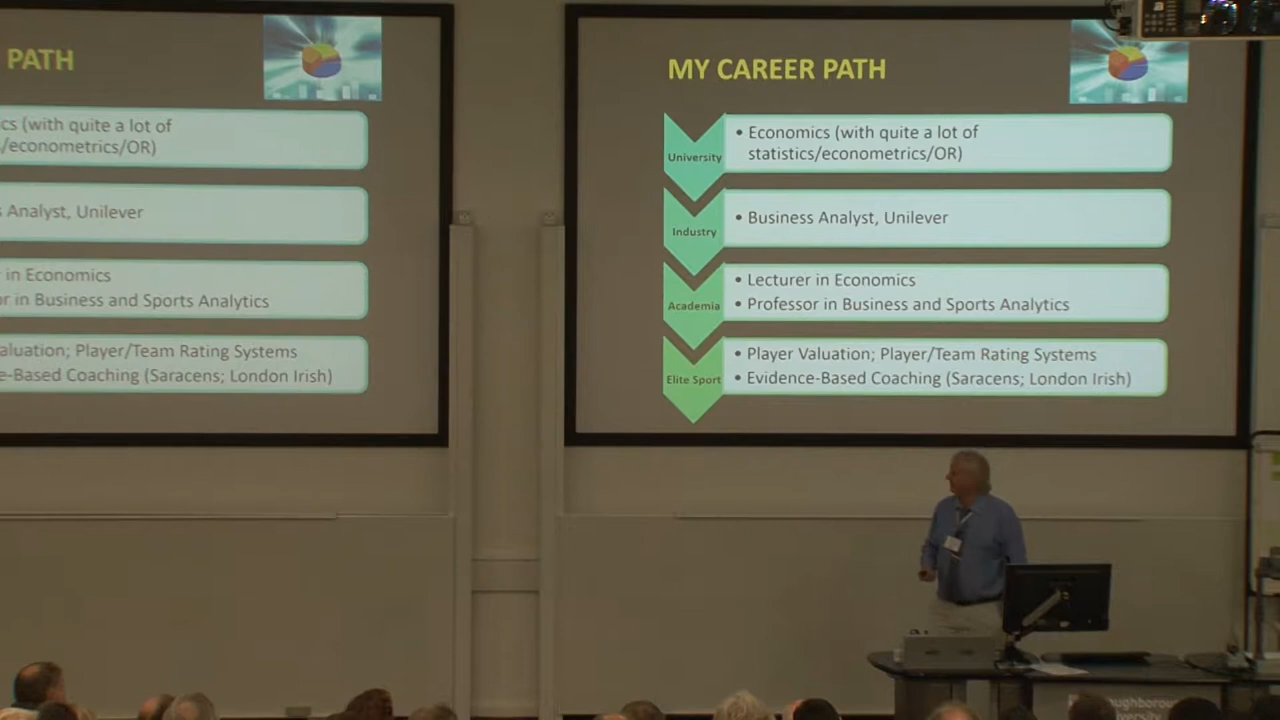 PATH
cs (with quite a lot of
/econometrics/OR)
s Analyst, Unilever
in Economics
or in Business and Sports Analytics
aluation; Player/Team Rating Systems
e-Based Coaching (Saracens; London Irish)
MY CAREER PATH
University
• Economics (with quite a lot of
statistics/econometrics/OR)
Industry
• Business Analyst, Unilever
Academia
• Lecturer in Economics
• Professor in Business and Sports Analytics
Elite Sport
• Player Valuation; Player/Team Rating Systems
• Evidence-Based Coaching (Saracens; London Irish)